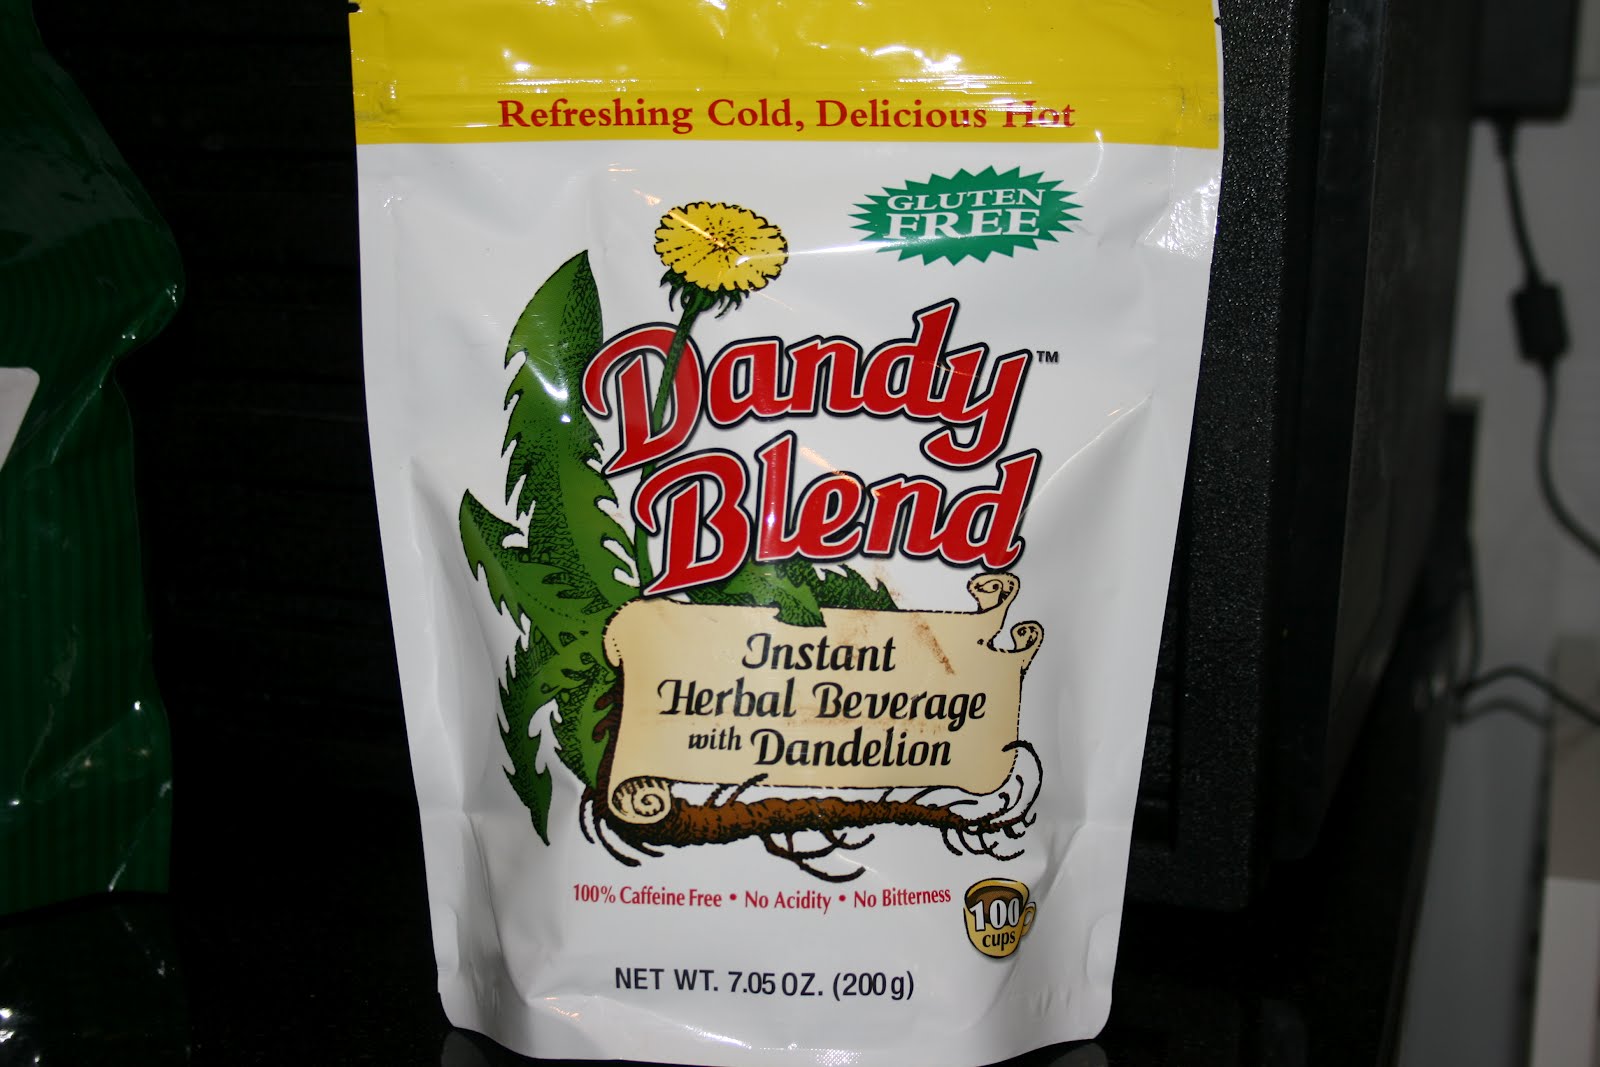 Refreshing Cold, Delicious Hot
GLUTEN
FREE
Dandy™
Blend
Instant
Herbal Beverage
with Dandelion
100% Caffeine Free • No Acidity • No Bitterness
100
cups
NET WT. 7.05 OZ. (200 g)